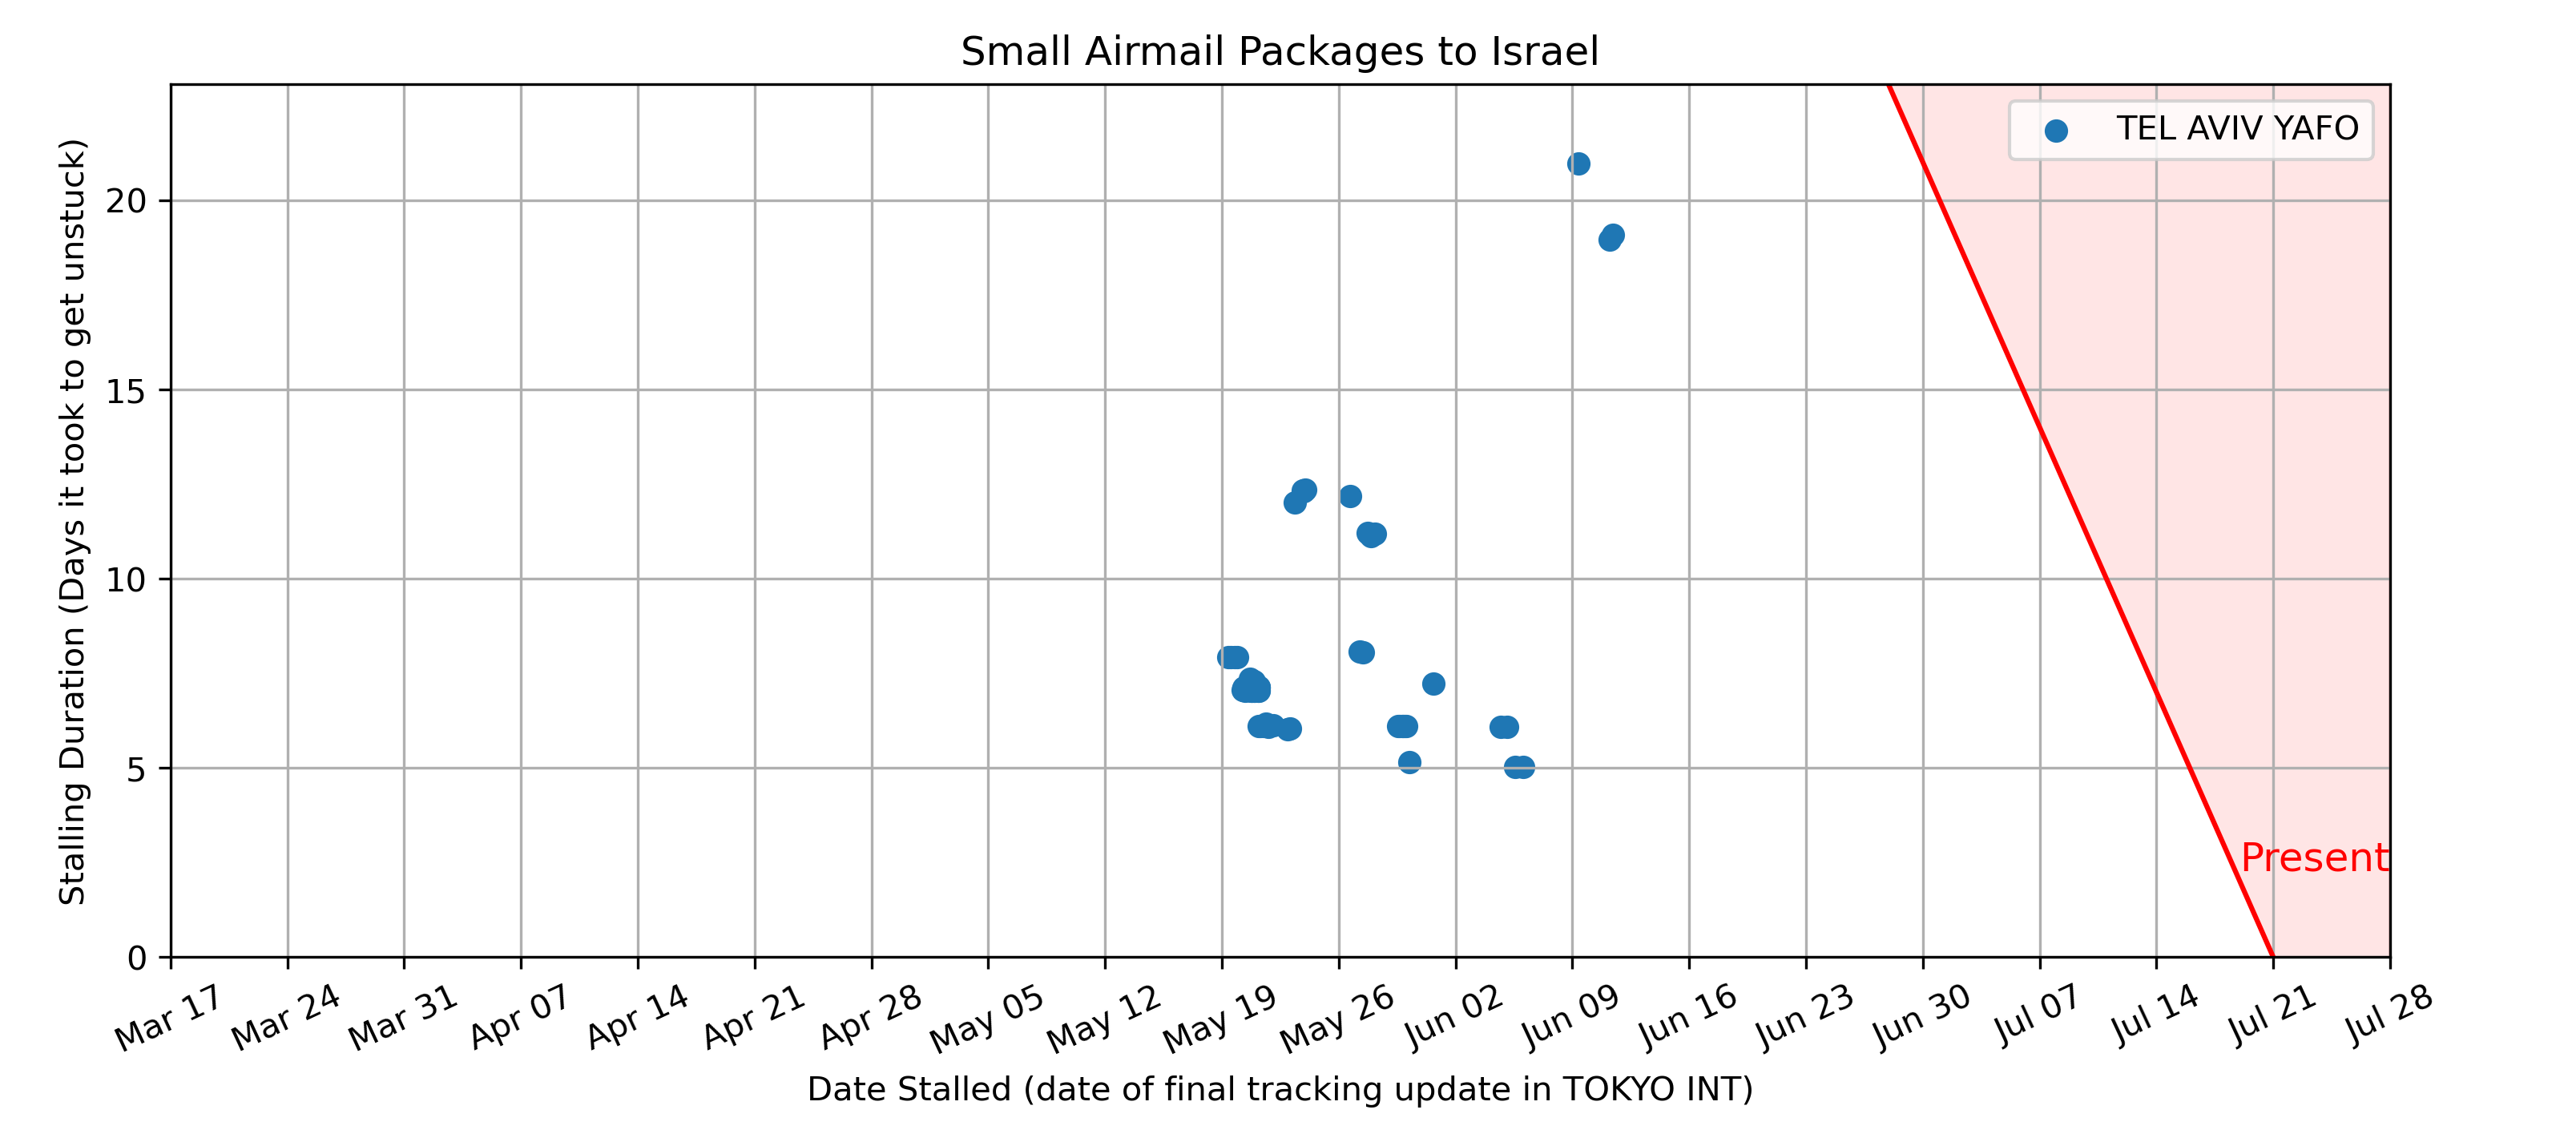 Small Airmail Packages to Israel
TEL AVIV YAFO
Stalling Duration (Days it took to get unstuck)
20
15
10
5
0
Present
Mar 17
Mar 24
Mar 31
Apr 07
Apr 14
Apr 21
Apr 28
May 05
May 12
May 19
May 26
Jun 02
Jun 09
Jun 16
Jun 23
Jun 30
Jul 07
Jul 14
Jul 21
Jul 28
Date Stalled (date of final tracking update in TOKYO INT)